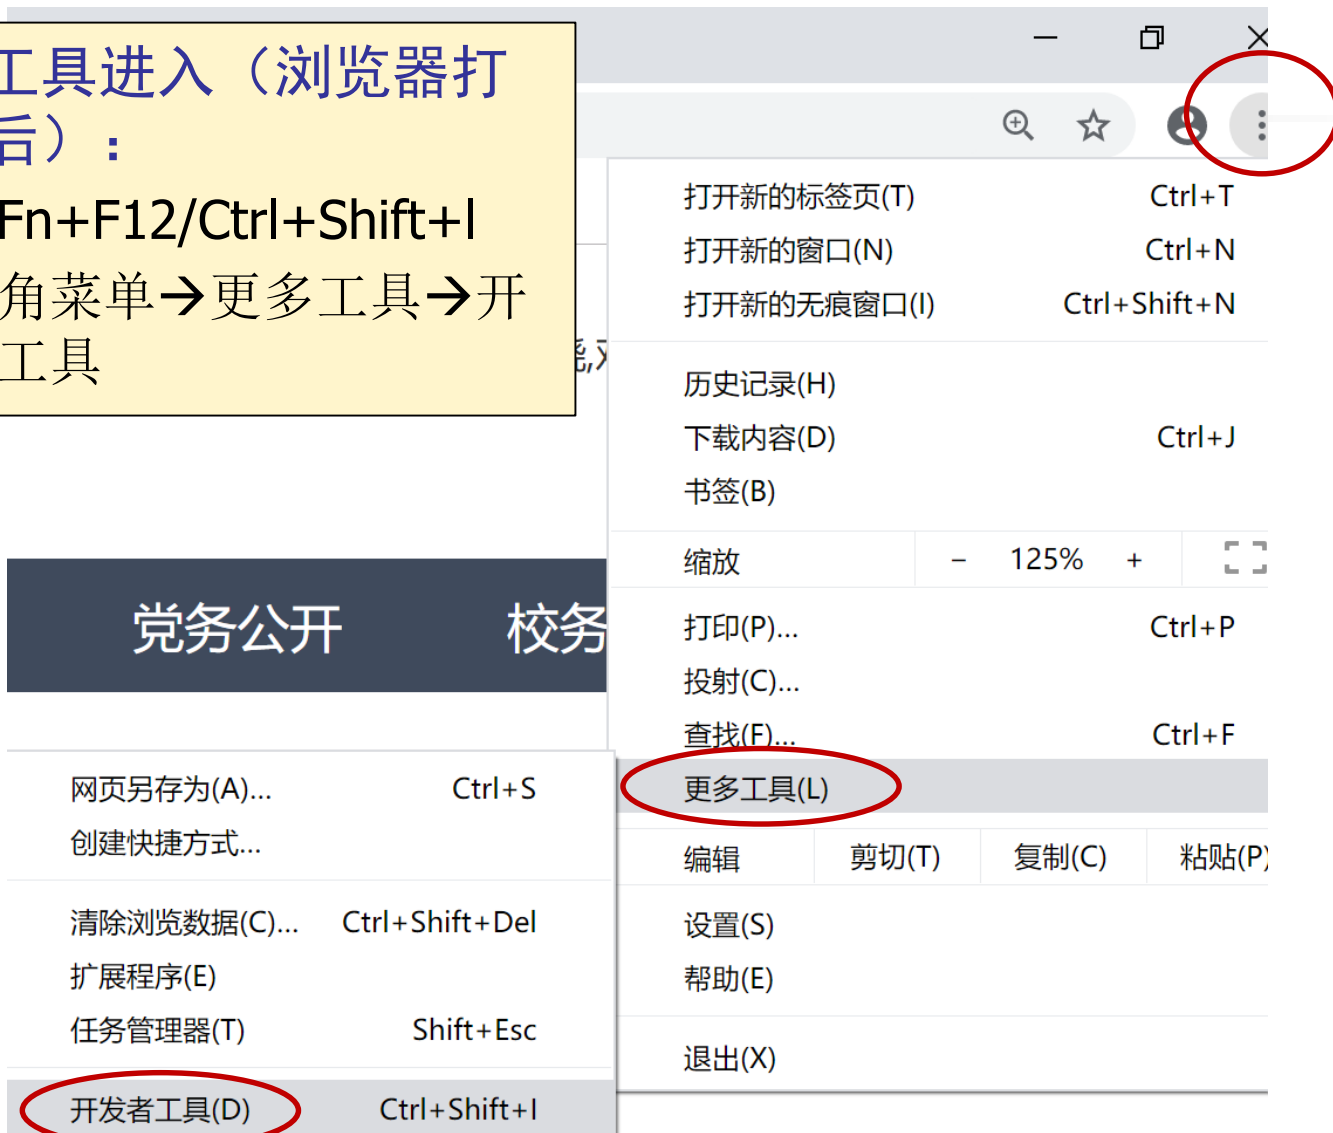 工具进入（浏览器打
后）：
Fn+F12/Ctrl+Shift+l
角菜单→更多工具→开
工具
打开新的标签页(T) Ctrl+T
打开新的窗口(N) Ctrl+N
打开新的无痕窗口(I) Ctrl+Shift+N
历史记录(H)
下载内容(D) Ctrl+J
书签(B)
缩放 － 125% +
打印(P)... Ctrl+P
投射(C)...
查找(F)... Ctrl+F
更多工具(L)
编辑 剪切(T) 复制(C) 粘贴(P)
设置(S)
帮助(E)
退出(X)
党务公开 校务
网页另存为(A)... Ctrl+S
创建快捷方式...
清除浏览数据(C)... Ctrl+Shift+Del
扩展程序(E)
任务管理器(T) Shift+Esc
开发者工具(D) Ctrl+Shift+I